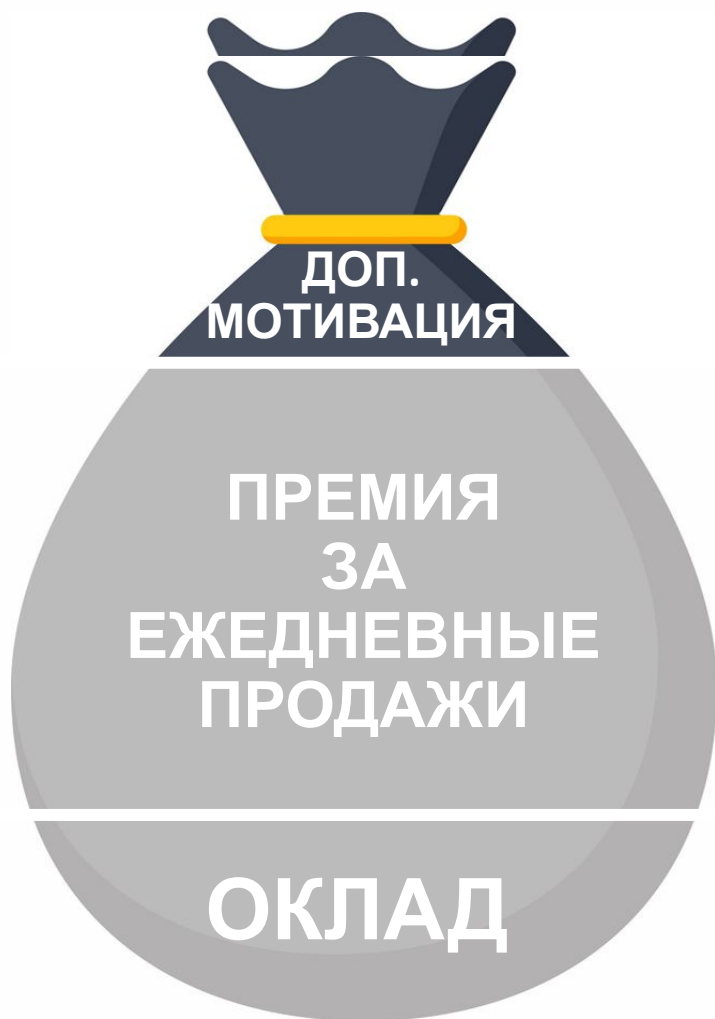 ДОП.
МОТИВАЦИЯ
ПРЕМИЯ
ЗА
ЕЖЕДНЕВНЫЕ
ПРОДАЖИ
ОКЛАД